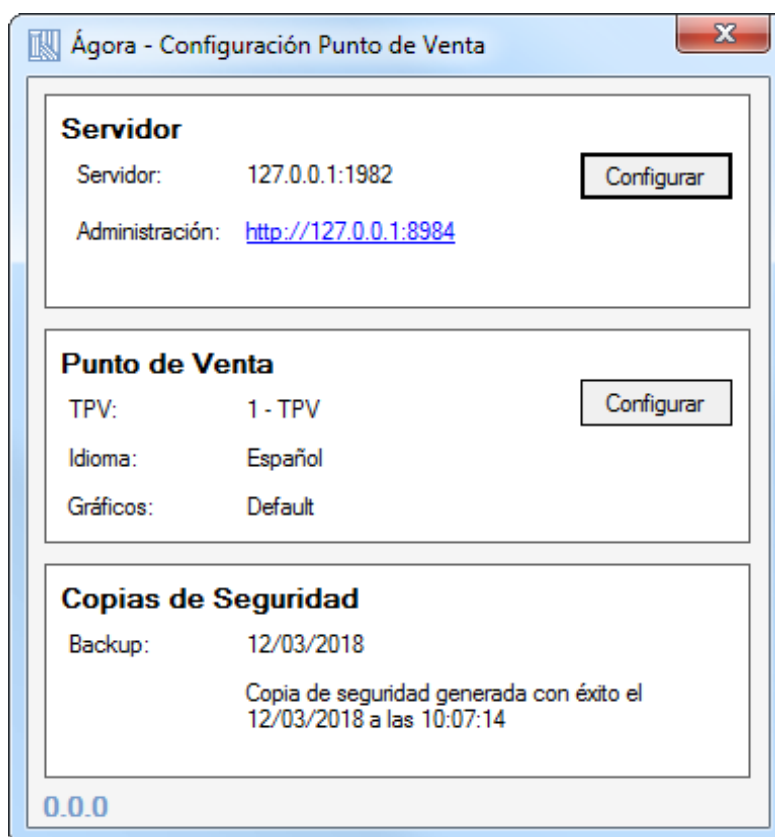 Ágora - Configuración Punto de Venta
Servidor
Servidor: 127.0.0.1:1982 Configurar
Administración: http://127.0.0.1:8984
Punto de Venta
TPV: 1 - TPV Configurar
Idioma: Español
Gráficos: Default
Copias de Seguridad
Backup: 12/03/2018
Copia de seguridad generada con éxito el
12/03/2018 a las 10:07:14
0.0.0